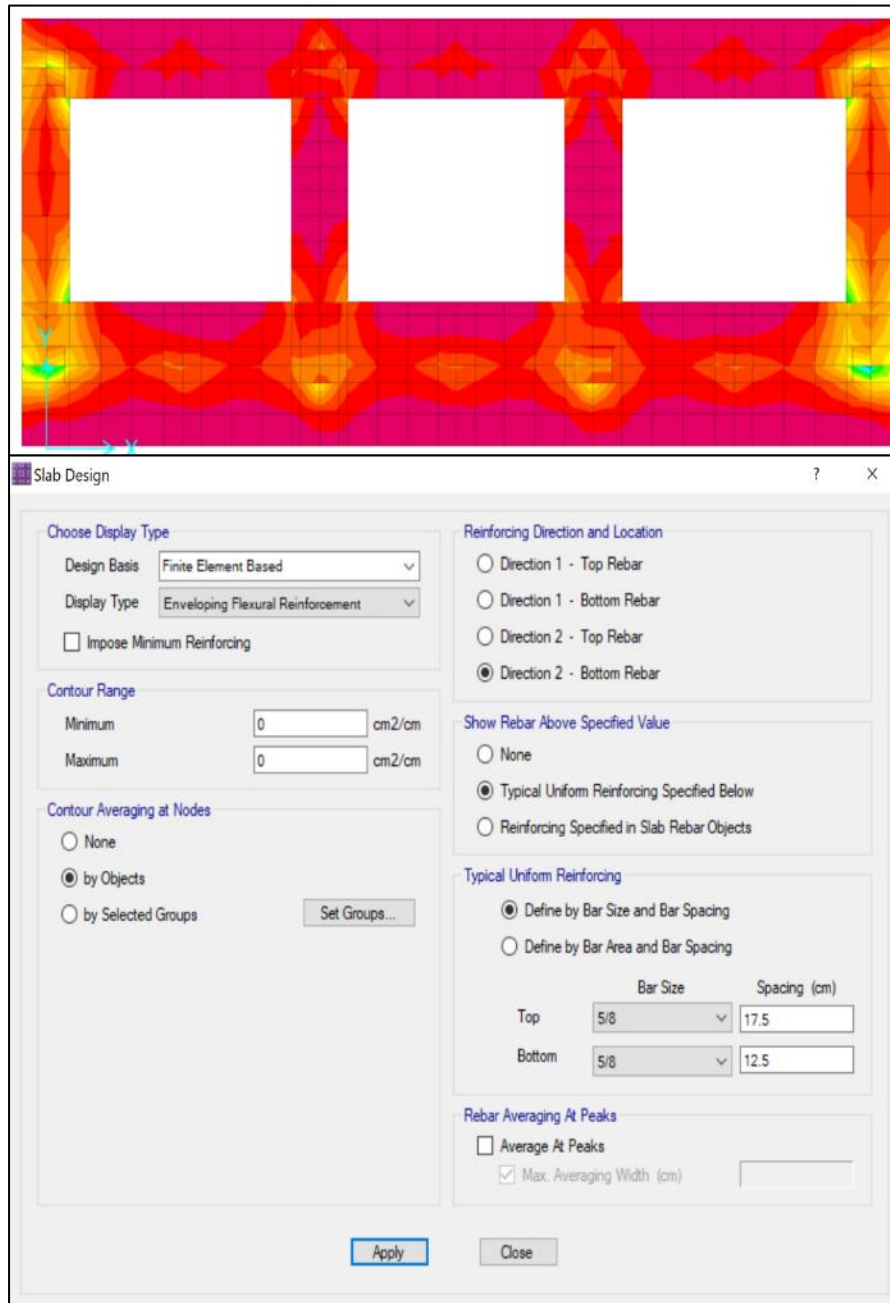 Y
X
Slab Design ? X
Choose Display Type
Design Basis Finite Element Based
Display Type Enveloping Flexural Reinforcement
Impose Minimum Reinforcing
Contour Range
Minimum 0 cm2/cm
Maximum 0 cm2/cm
Contour Averaging at Nodes
None
by Objects
by Selected Groups Set Groups...
Reinforcing Direction and Location
Direction 1 - Top Rebar
Direction 1 - Bottom Rebar
Direction 2 - Top Rebar
Direction 2 - Bottom Rebar
Show Rebar Above Specified Value
None
Typical Uniform Reinforcing Specified Below
Reinforcing Specified in Slab Rebar Objects
Typical Uniform Reinforcing
Define by Bar Size and Bar Spacing
Define by Bar Area and Bar Spacing
Bar Size Spacing (cm)
Top 5/8 17.5
Bottom 5/8 12.5
Rebar Averaging At Peaks
Average At Peaks
Max. Averaging Width (cm)
Apply Close